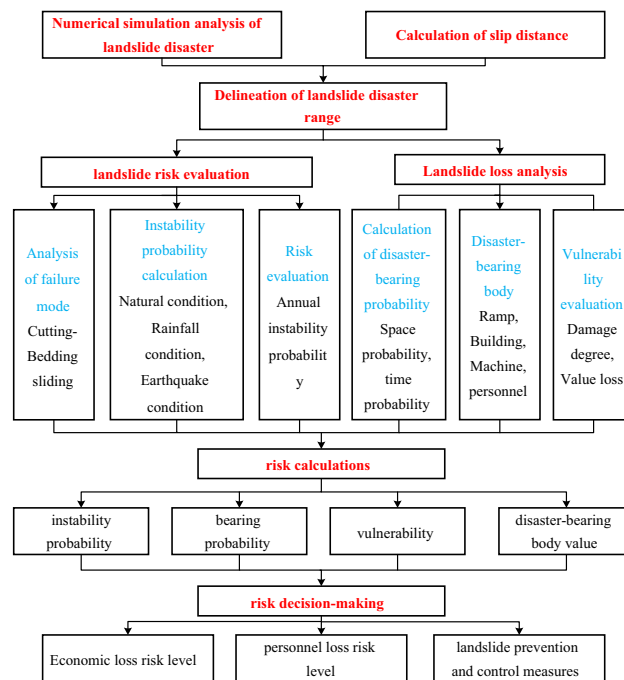 Numerical simulation analysis of
landslide disaster
Calculation of slip distance
Delineation of landslide disaster
range
landslide risk evaluation
Landslide loss analysis
Analysis
of failure
mode
Cutting-
Bedding
sliding
Instability
probability
calculation
Natural condition,
Rainfall
condition,
Earthquake
condition
Risk
evaluation
Annual
instability
probabilit
y
Calculation
of disaster-
bearing
probability
Space
probability,
time
probability
Disaster-
bearing
body
Ramp,
Building,
Machine,
personnel
Vulnerabi
lity
evaluation
Damage
degree,
Value loss
risk calculations
instability
probability
bearing
probability
vulnerability
disaster-bearing
body value
risk decision-making
Economic loss risk level
personnel loss risk
level
landslide prevention
and control measures